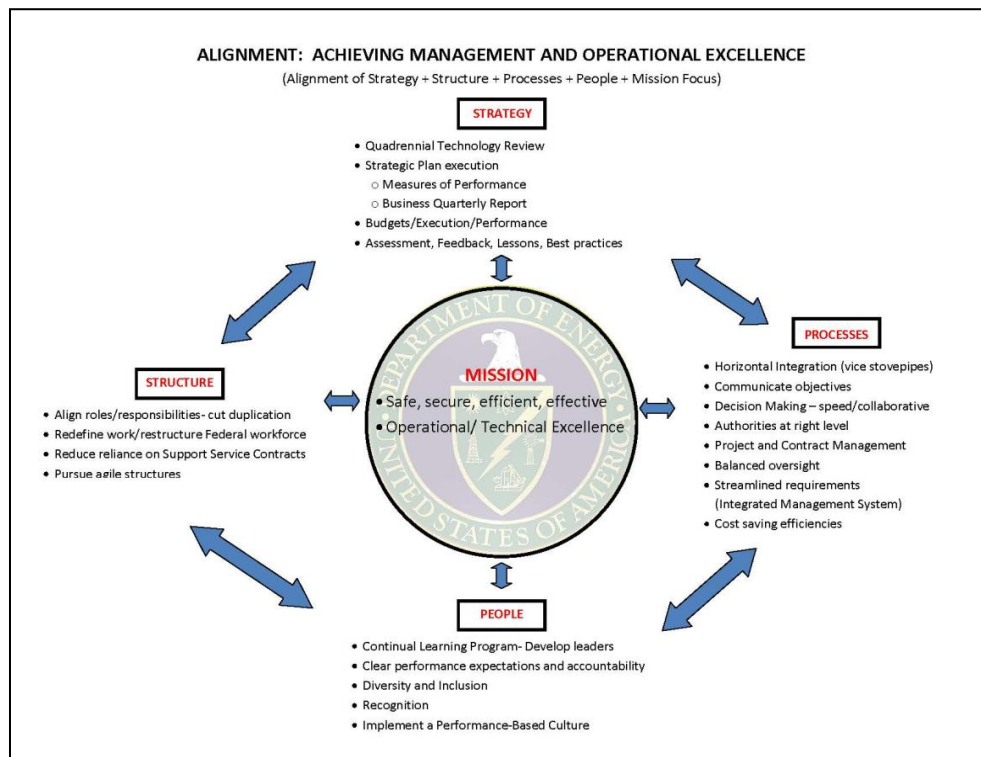 ALIGNMENT: ACHIEVING MANAGEMENT AND OPERATIONAL EXCELLENCE
(Alignment of Strategy + Structure + Processes + People + Mission Focus)
STRATEGY
• Quadrennial Technology Review
• Strategic Plan execution
o Measures of Performance
o Business Quarterly Report
• Budgets/Execution/Performance
• Assessment, Feedback, Lessons, Best practices
STRUCTURE
• Align roles/responsibilities- cut duplication
• Redefine work/restructure Federal workforce
• Reduce reliance on Support Service Contracts
• Pursue agile structures
DEPARTMENT OF ENERGY
UNITED STATES OF AMERICA
MISSION
• Safe, secure, efficient, effective
• Operational/ Technical Excellence
PROCESSES
• Horizontal Integration (vice stovepipes)
• Communicate objectives
• Decision Making – speed/collaborative
• Authorities at right level
• Project and Contract Management
• Balanced oversight
• Streamlined requirements
(Integrated Management System)
• Cost saving efficiencies
PEOPLE
• Continual Learning Program- Develop leaders
• Clear performance expectations and accountability
• Diversity and Inclusion
• Recognition
• Implement a Performance-Based Culture